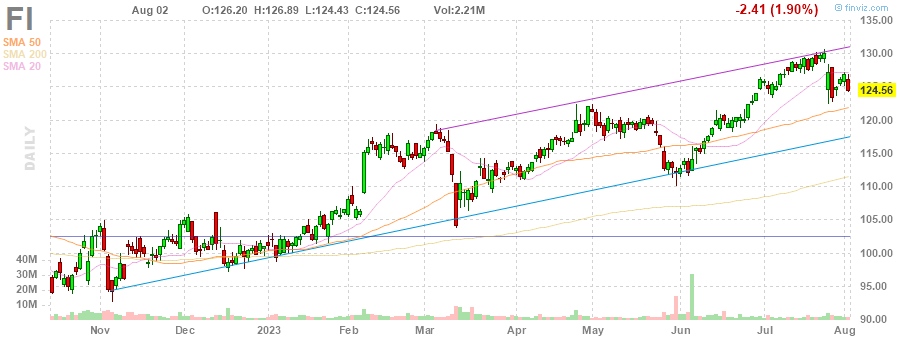 FI Aug 02 O:126.20 H:126.89 L:124.43 C:124.56 Vol:2.21M -2.41 (1.90%) @ finviz.com
SMA 50
SMA 200
SMA 20
DAILY
135.00
130.00
125.00
124.56
120.00
115.00
110.00
105.00
100.00
95.00
90.00
40M
30M
20M
10M
Nov Dec 2023 Feb Mar Apr May Jun Jul Aug